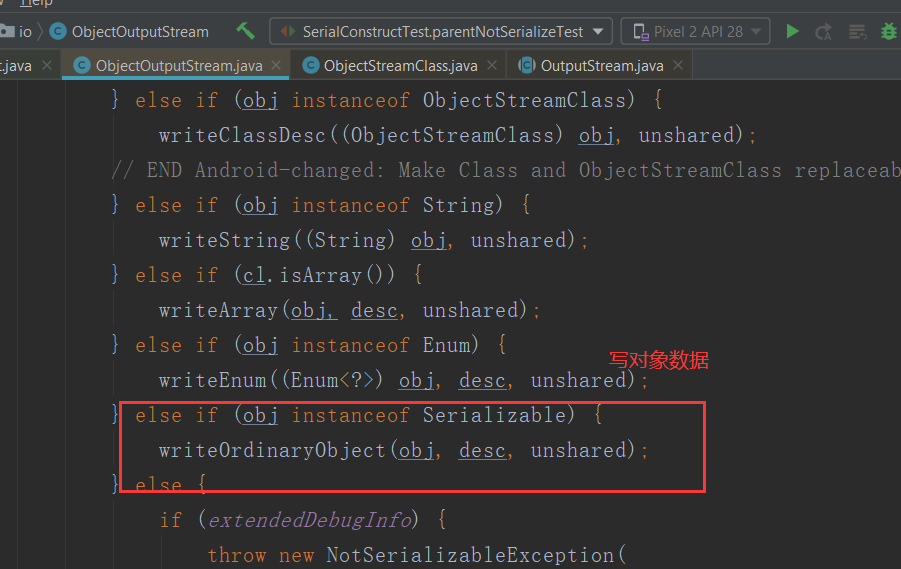 Help
io ObjectOutputStream SerialConstructTest.parentNotSerializeTest Pixel 2 API 28
.java ObjectOutputStream.java ObjectStreamClass.java OutputStream.java
} else if (obj instanceof ObjectStreamClass) {
writeClassDesc((ObjectStreamClass) obj, unshared);
// END Android-changed: Make Class and ObjectStreamClass replaceab
} else if (obj instanceof String) {
writeString((String) obj, unshared);
} else if (cl.isArray()) {
writeArray(obj, desc, unshared);
} else if (obj instanceof Enum) {
写对象数据
writeEnum((Enum<?>) obj, desc, unshared);
} else if (obj instanceof Serializable) {
writeOrdinaryObject(obj, desc, unshared);
} else {
if (extendedDebugInfo) {
throw new NotSerializableException(